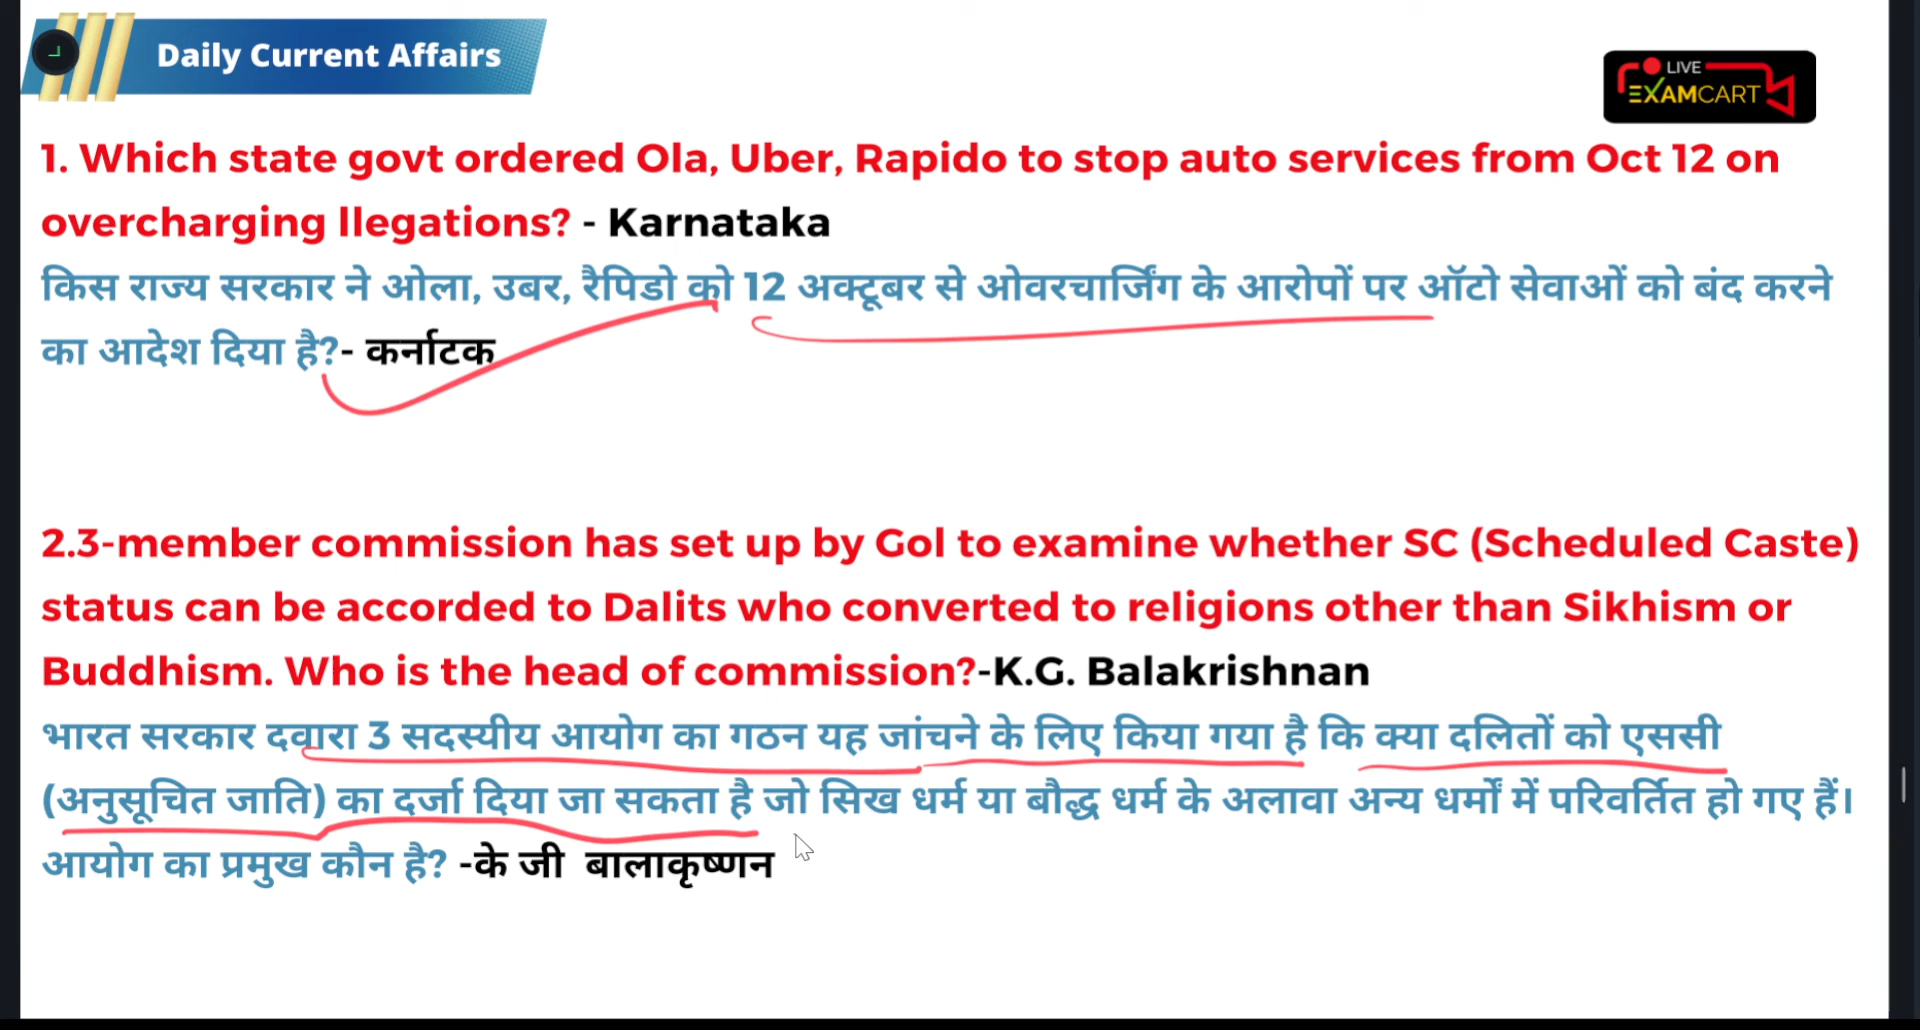 Daily Current Affairs
LIVE
EXAMCART
1. Which state govt ordered Ola, Uber, Rapido to stop auto services from Oct 12 on
overcharging llegations? - Karnataka
किस राज्य सरकार ने ओला, उबर, रैपिडो को 12 अक्टूबर से ओवरचार्जिंग के आरोपों पर ऑटो सेवाओं को बंद करने
का आदेश दिया है?- कर्नाटक
2.3-member commission has set up by GoI to examine whether SC (Scheduled Caste)
status can be accorded to Dalits who converted to religions other than Sikhism or
Buddhism. Who is the head of commission?-K.G. Balakrishnan
भारत सरकार दवारा 3 सदस्यीय आयोग का गठन यह जांचने के लिए किया गया है कि क्या दलितों को एससी
(अनुसूचित जाति) का दर्जा दिया जा सकता है जो सिख धर्म या बौद्ध धर्म के अलावा अन्य धर्मों में परिवर्तित हो गए हैं।
आयोग का प्रमुख कौन है? -के जी बालाकृष्णन